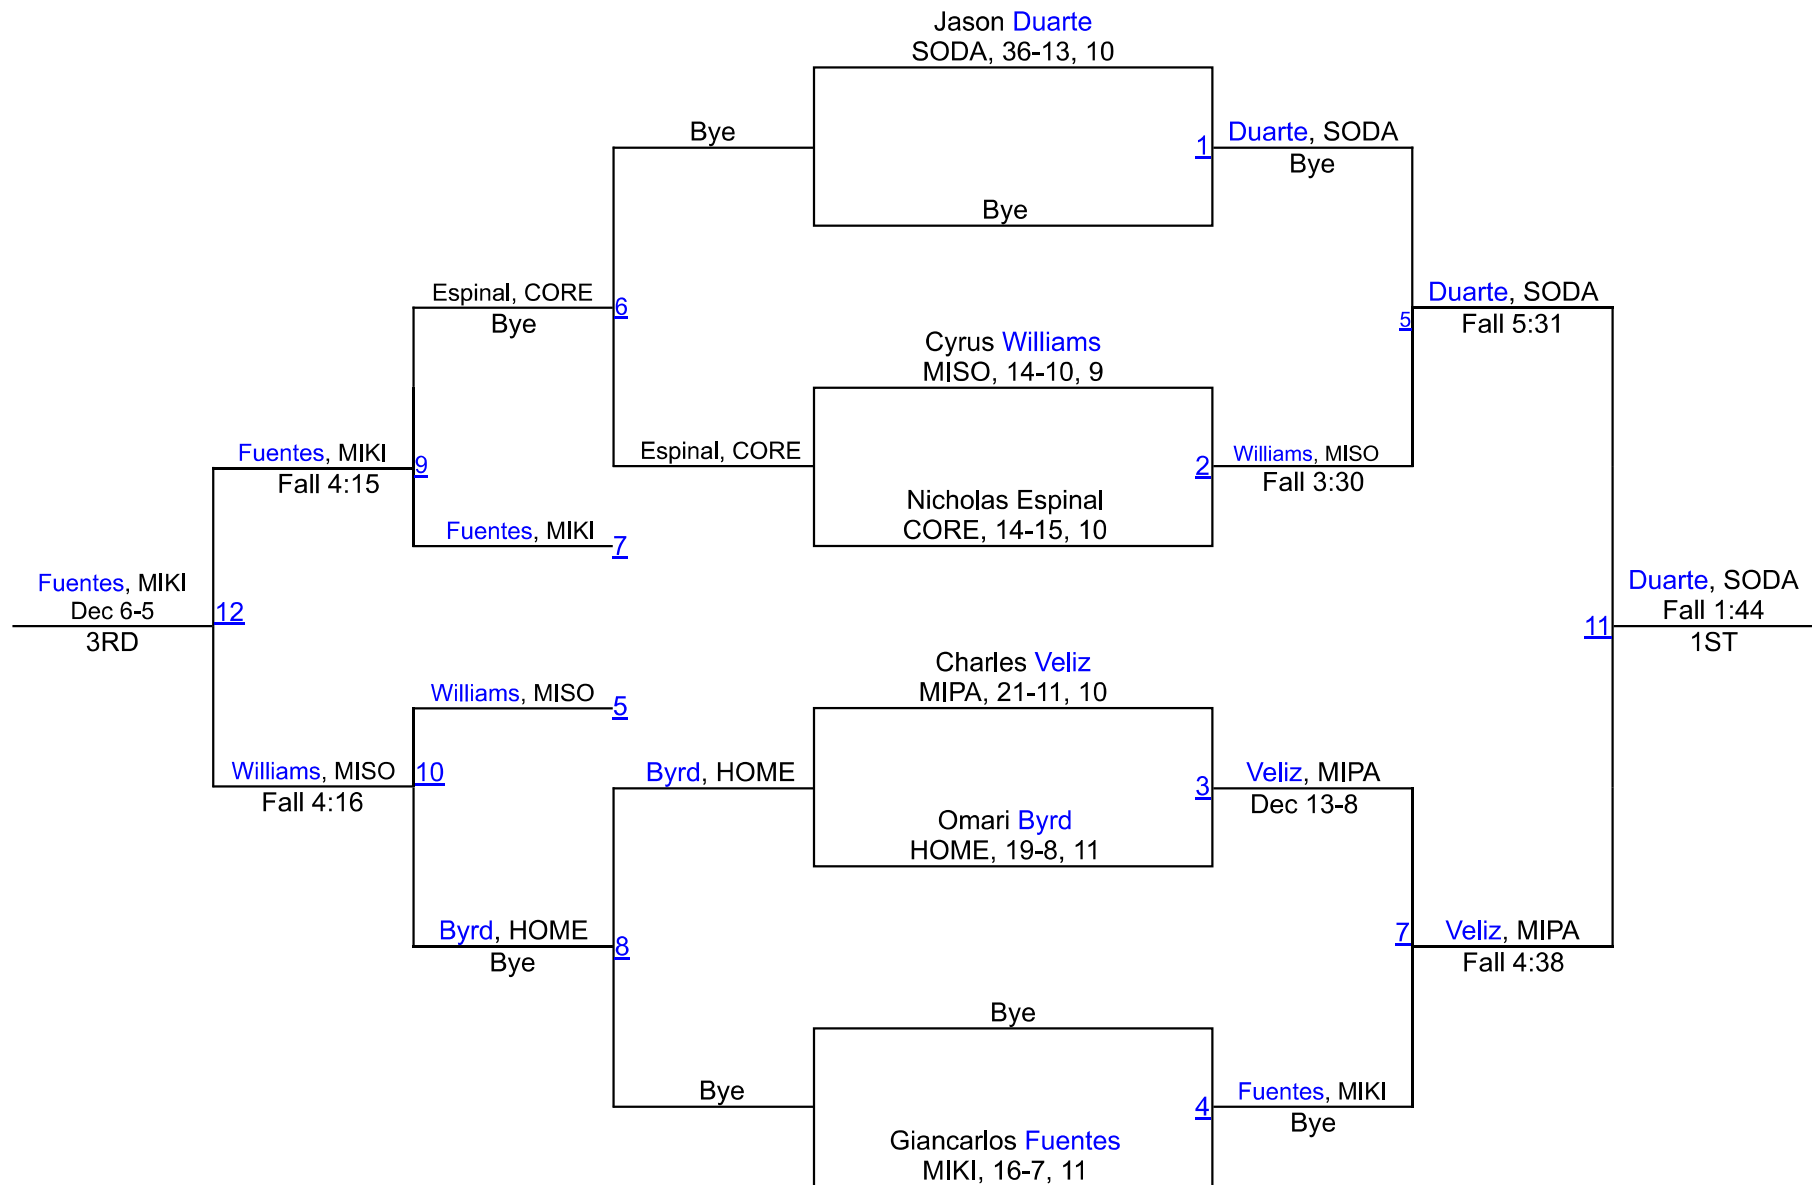 Jason Duarte
SODA, 36-13, 10
Bye
1
Duarte, SODA
Bye
Bye
Espinal, CORE
Bye
6
Duarte, SODA
Fall 5:31
5
Cyrus Williams
MISO, 14-10, 9
Fuentes, MIKI
Fall 4:15
9
Espinal, CORE
2
Williams, MISO
Fall 3:30
Nicholas Espinal
CORE, 14-15, 10
Fuentes, MIKI
7
Fuentes, MIKI
Dec 6-5
3RD
12
11
Duarte, SODA
Fall 1:44
1ST
Charles Veliz
MIPA, 21-11, 10
Williams, MISO
5
Williams, MISO
Fall 4:16
10
Byrd, HOME
3
Veliz, MIPA
Dec 13-8
Omari Byrd
HOME, 19-8, 11
Byrd, HOME
Bye
8
7
Veliz, MIPA
Fall 4:38
Bye
Bye
4
Fuentes, MIKI
Bye
Giancarlos Fuentes
MIKI, 16-7, 11